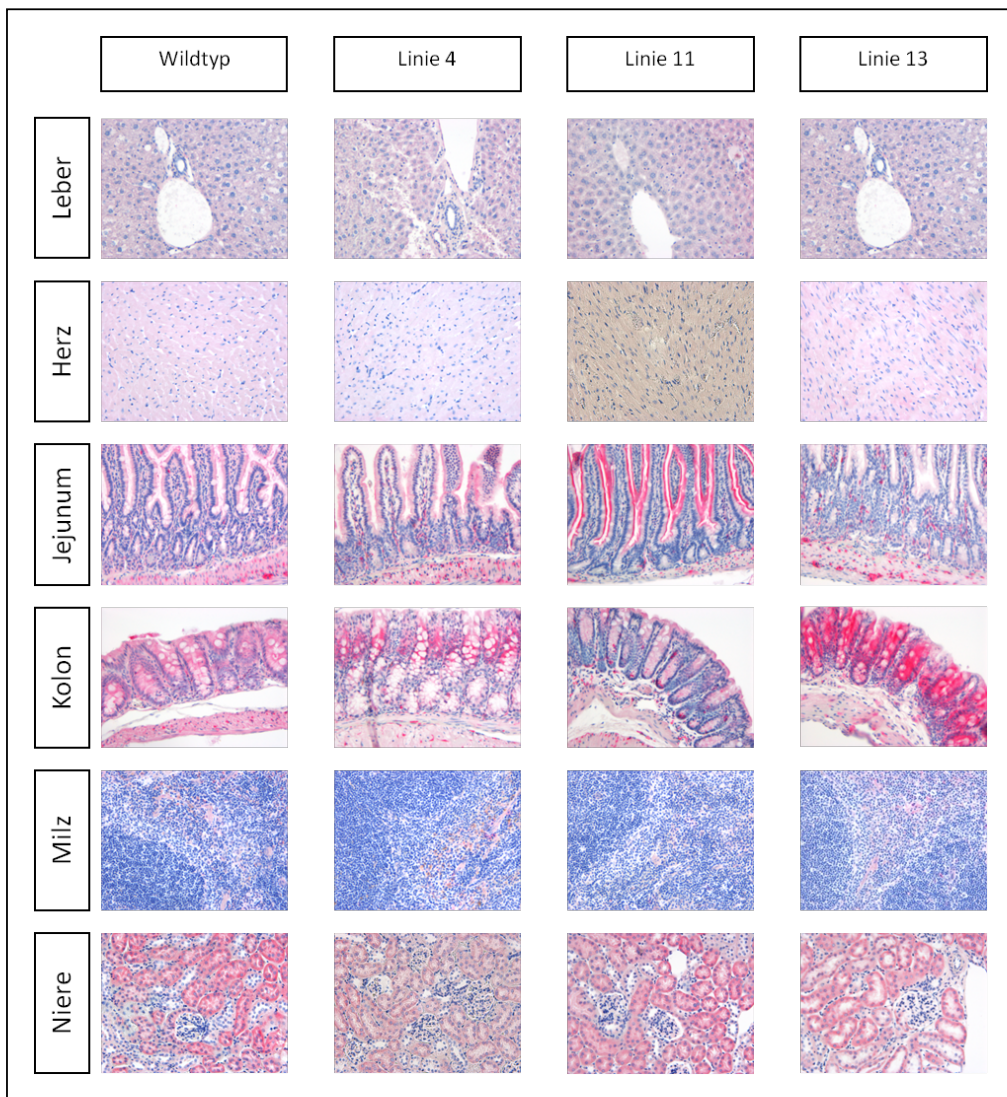 Wildtyp
Linie 4
Linie 11
Linie 13
Leber
Herz
Jejunum
Kolon
Milz
Niere